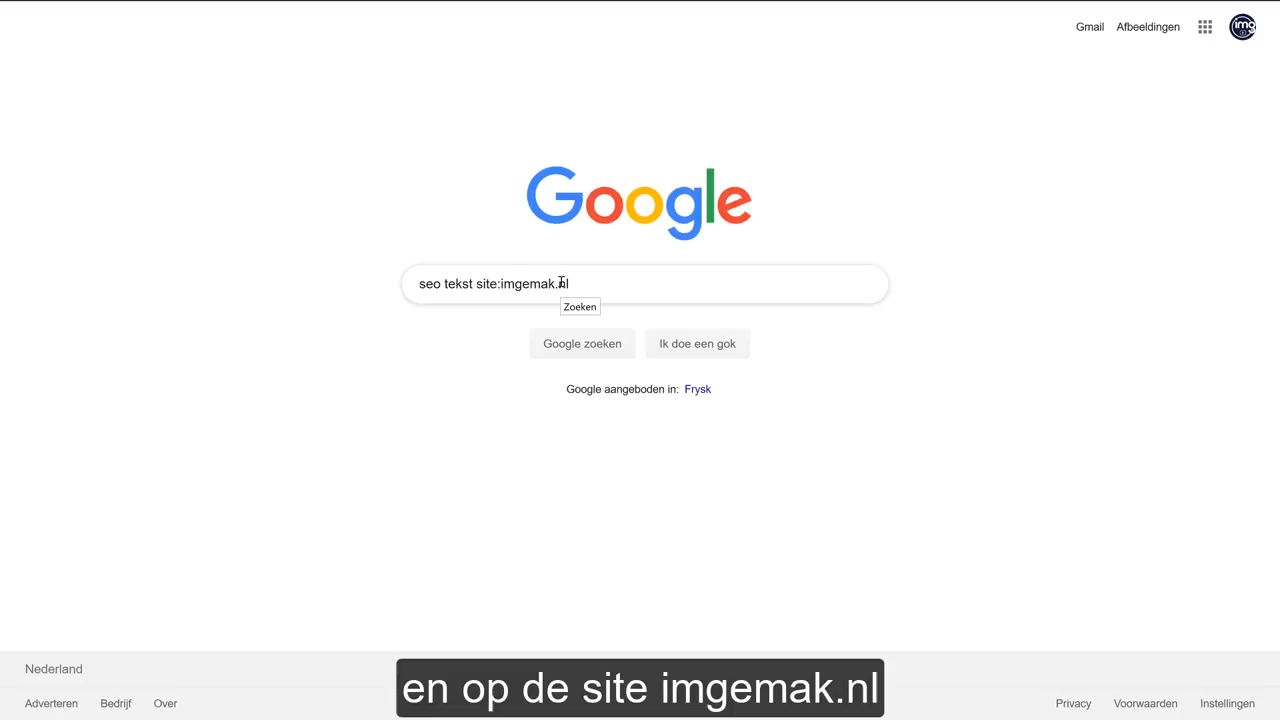 Gmail Afbeeldingen
img
Google
seo tekst site:imgemak.nl
Zoeken
Google zoeken Ik doe een gok
Google aangeboden in: Frysk
Nederland
Adverteren Bedrijf Over
Privacy Voorwaarden Instellingen
en op de site imgemak.nl